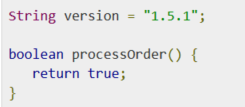 String version = "1.5.1";

boolean processOrder() {
   return true;
}